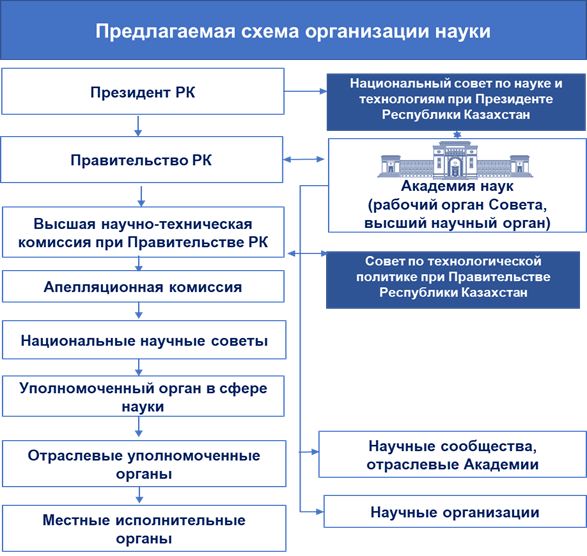 Предлагаемая схема организации науки
Президент РК
Национальный совет по науке и
технологиям при Президенте
Республики Казахстан
Правительство РК
Академия наук
(рабочий орган Совета,
высший научный орган)
Высшая научно-техническая
комиссия при Правительстве РК
Совет по технологической
политике при Правительстве
Республики Казахстан
Апелляционная комиссия
Национальные научные советы
Уполномоченный орган в сфере
науки
Отраслевые уполномоченные
органы
Научные сообщества,
отраслевые Академии
Местные исполнительные
органы
Научные организации